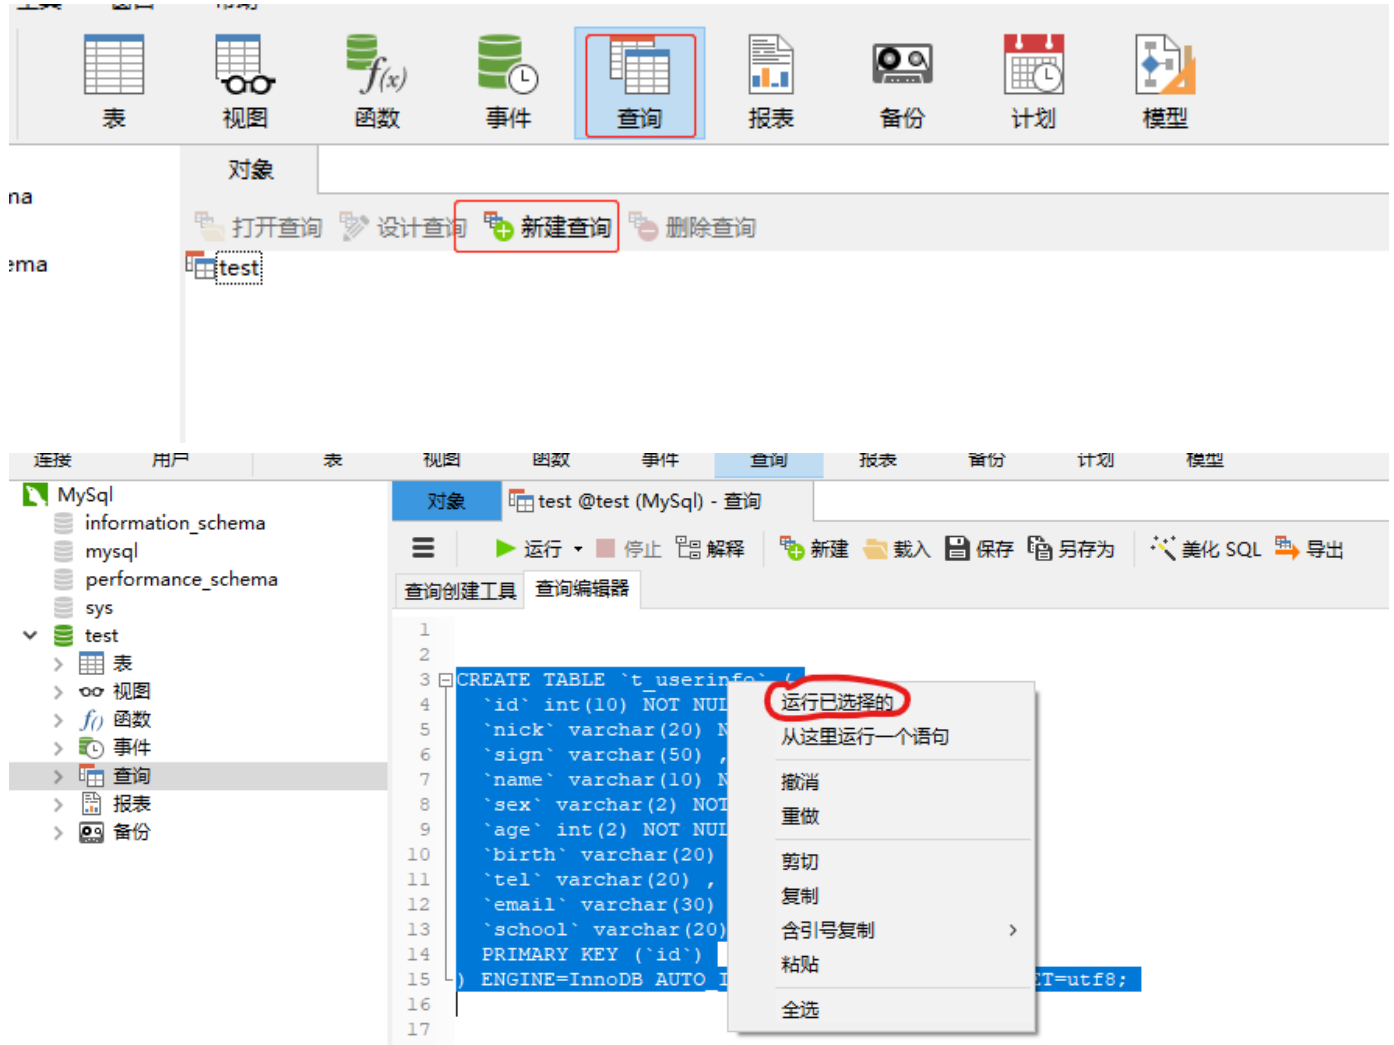 工具 窗口 帮助
表 视图 函数 事件 查询 报表 备份 计划 模型
对象
ma
打开查询 设计查询 新建查询 删除查询
ema
test
连接 用户 表 视图 函数 事件 查询 报表 备份 计划 模型
MySql
information_schema
mysql
performance_schema
sys
test
表
视图
函数
事件
查询
报表
备份
对象 test @test (MySql) - 查询
运行 停止 解释 新建 载入 保存 另存为 美化 SQL 导出
查询创建工具 查询编辑器
1
2
3 CREATE TABLE `t_userinfo` (
4 `id` int(10) NOT NUL
5 `nick` varchar(20) N
6 `sign` varchar(50) ,
7 `name` varchar(10) N
8 `sex` varchar(2) NOT
9 `age` int(2) NOT NUL
10 `birth` varchar(20)
11 `tel` varchar(20) ,
12 `email` varchar(30)
13 `school` varchar(20)
14 PRIMARY KEY (`id`)
15 ) ENGINE=InnoDB AUTO_I ET=utf8;
16
17
运行已选择的
从这里运行一个语句
撤消
重做
剪切
复制
含引号复制
粘贴
全选